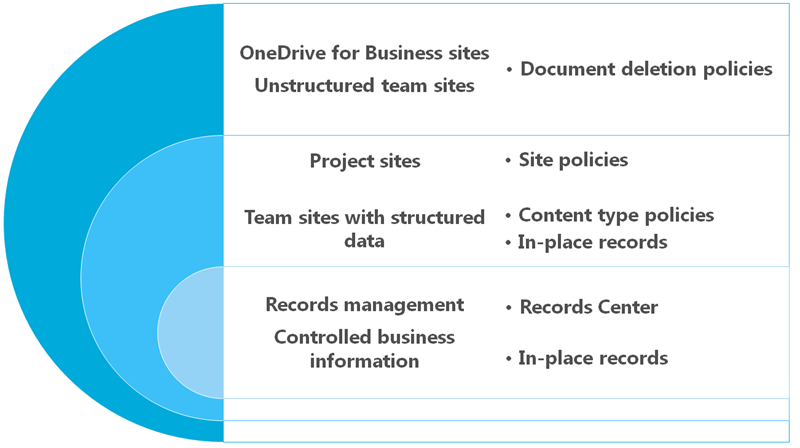 OneDrive for Business sites
Unstructured team sites
• Document deletion policies
Project sites
• Site policies
Team sites with structured
data
• Content type policies
• In-place records
Records management
• Records Center
Controlled business
information
• In-place records